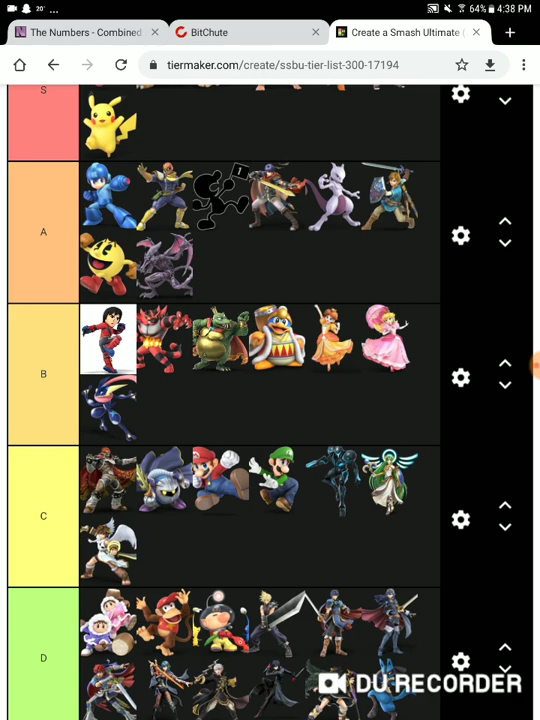 20° ... 64% 4:38 PM
The Numbers - Combined × BitChute × Create a Smash Ultimate ( × +
tiermaker.com/create/ssbu-tier-list-300-17194
S
A
1
B
C
D
DU RECORDER